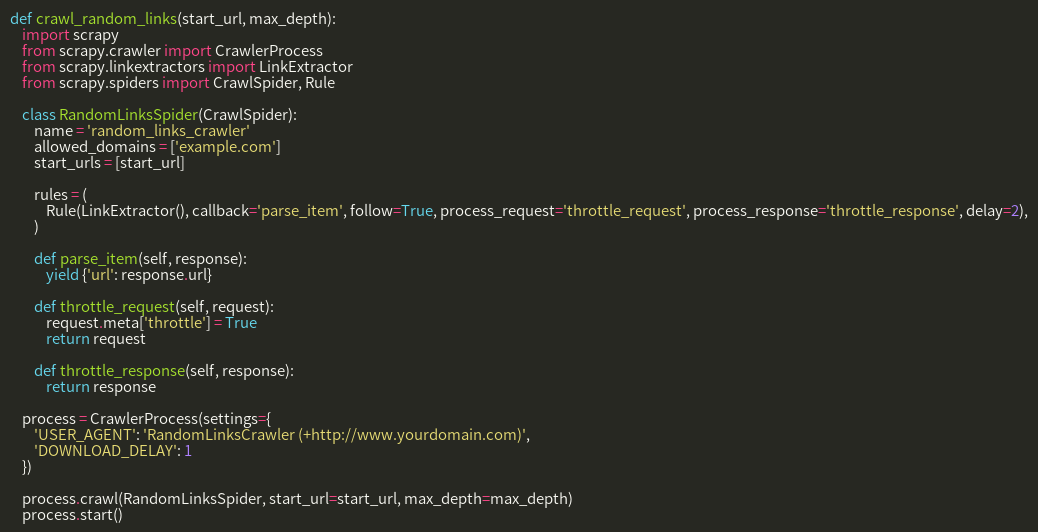 def crawl_random_links(start_url, max_depth):
import scrapy
from scrapy.crawler import CrawlerProcess
from scrapy.linkextractors import LinkExtractor
from scrapy.spiders import CrawlSpider, Rule
class RandomLinksSpider(CrawlSpider):
name = 'random_links_crawler'
allowed_domains = ['example.com']
start_urls = [start_url]
rules = (
Rule(LinkExtractor(), callback='parse_item', follow=True, process_request='throttle_request', process_response='throttle_response', delay=2),
)
def parse_item(self, response):
yield {'url': response.url}
def throttle_request(self, request):
request.meta['throttle'] = True
return request
def throttle_response(self, response):
return response
process = CrawlerProcess(settings={
'USER_AGENT': 'RandomLinksCrawler (+http://www.yourdomain.com)',
'DOWNLOAD_DELAY': 1
})
process.crawl(RandomLinksSpider, start_url=start_url, max_depth=max_depth)
process.start()